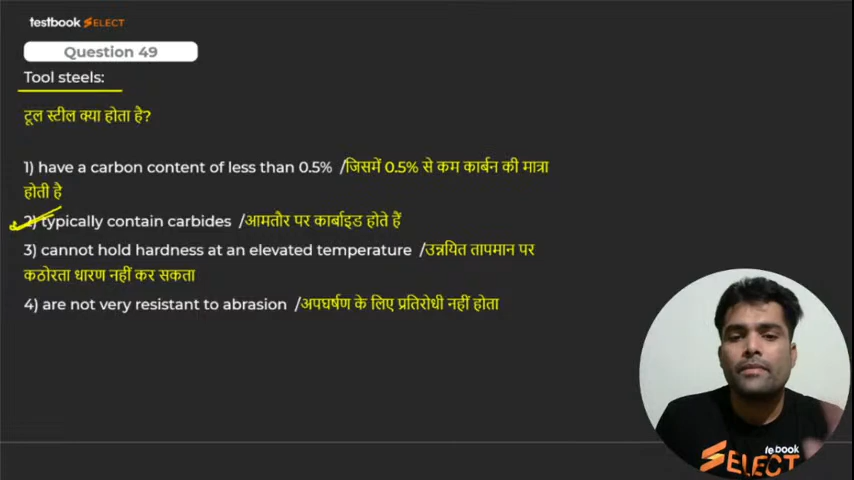 testbook SELECT
Question 49
Tool steels:
टूल स्टील क्या होता है?
1) have a carbon content of less than 0.5% /जिसमें 0.5% से कम कार्बन की मात्रा
होती है
2) typically contain carbides /आमतौर पर कार्बाइड होते हैं
3) cannot hold hardness at an elevated temperature /उन्नयित तापमान पर
कठोरता धारण नहीं कर सकता
4) are not very resistant to abrasion /अपघर्षण के लिए प्रतिरोधी नहीं होता
SELECT